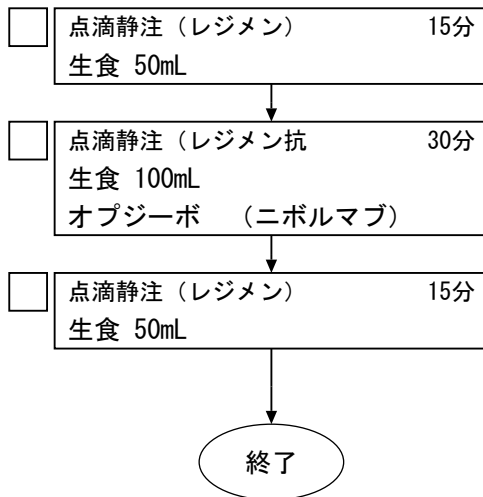 点滴静注（レジメン） 15分
生食 50mL
点滴静注（レジメン抗 30分
生食 100mL
オプジーボ （ニボルマブ）
点滴静注（レジメン） 15分
生食 50mL
終了